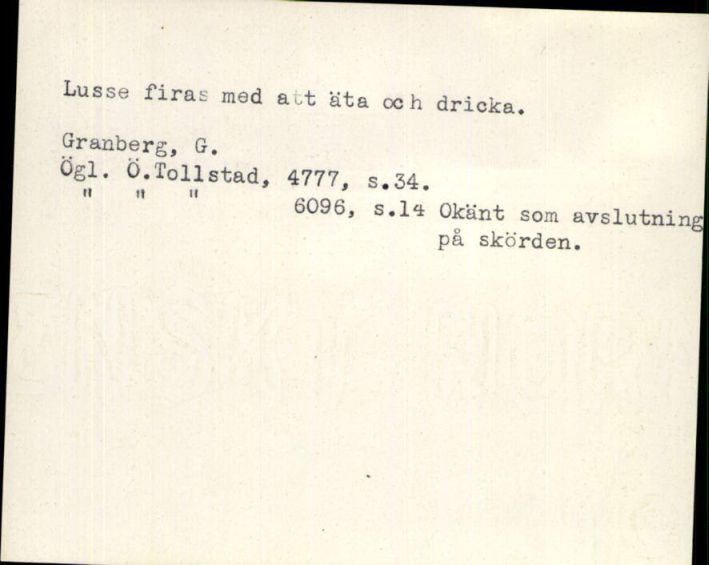 Lusse firas med att äta och dricka.
Granberg, G.
Ögl. Ö.Tollstad, 4777, s.34.
" " " 6096, s.14 Okänt som avslutning
på skörden.